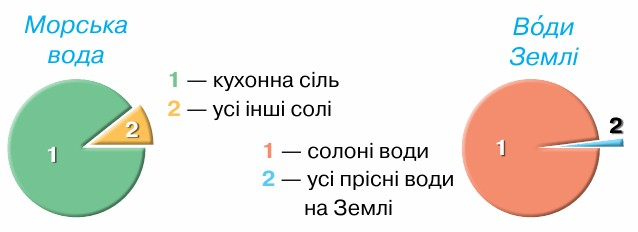 Морська
вода
1 — кухонна сіль
2 — усі інші солі
1
2
Во́ди
Землі
1 — солоні води
2 — усі прісні води
на Землі
1
2